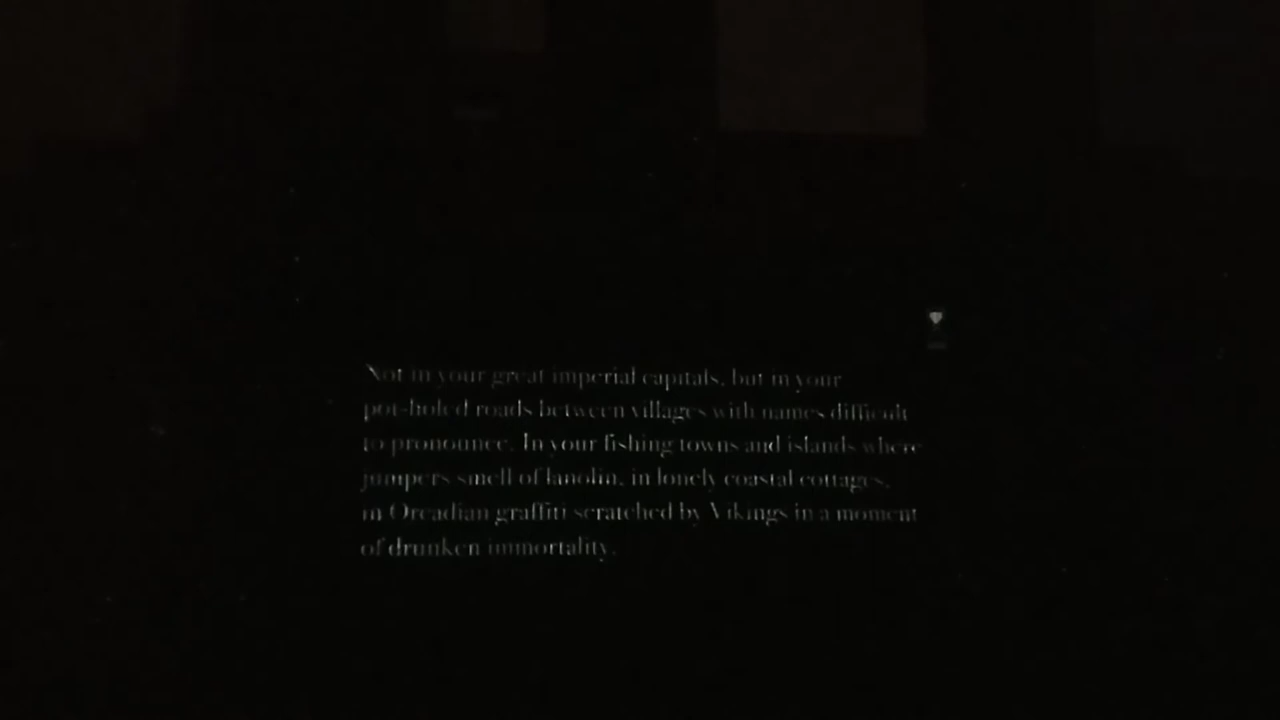 Not in your great imperial capitals, but in your
pot-holed roads between villages with names difficult
to pronounce. In your fishing towns and islands where
jumpers smell of lanolin, in lonely coastal cottages,
in Orcadian graffiti scratched by Vikings in a moment
of drunken immortality.